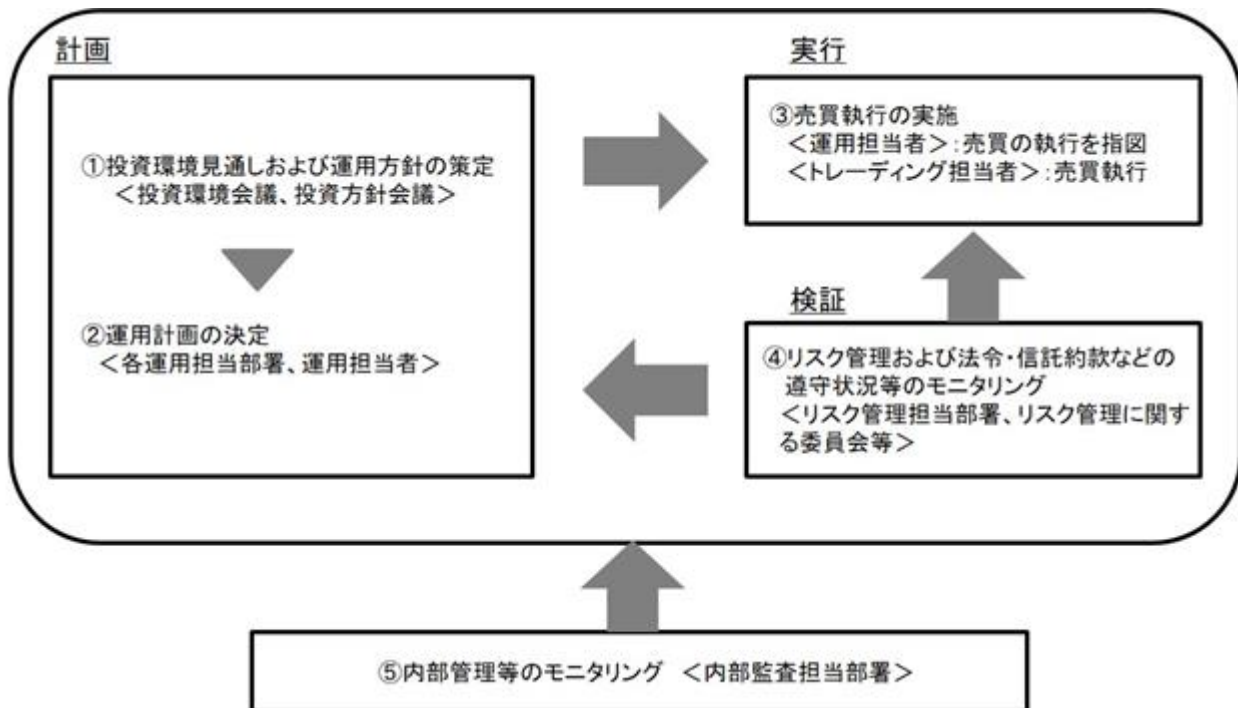 計画
①投資環境見通しおよび運用方針の策定
＜投資環境会議、投資方針会議＞
②運用計画の決定
＜各運用担当部署、運用担当者＞
実行
③売買執行の実施
＜運用担当者＞：売買の執行を指図
＜トレーディング担当者＞：売買執行
検証
④リスク管理および法令・信託約款などの
遵守状況等のモニタリング
＜リスク管理担当部署、リスク管理に関す
る委員会等＞
⑤内部管理等のモニタリング ＜内部監査担当部署＞